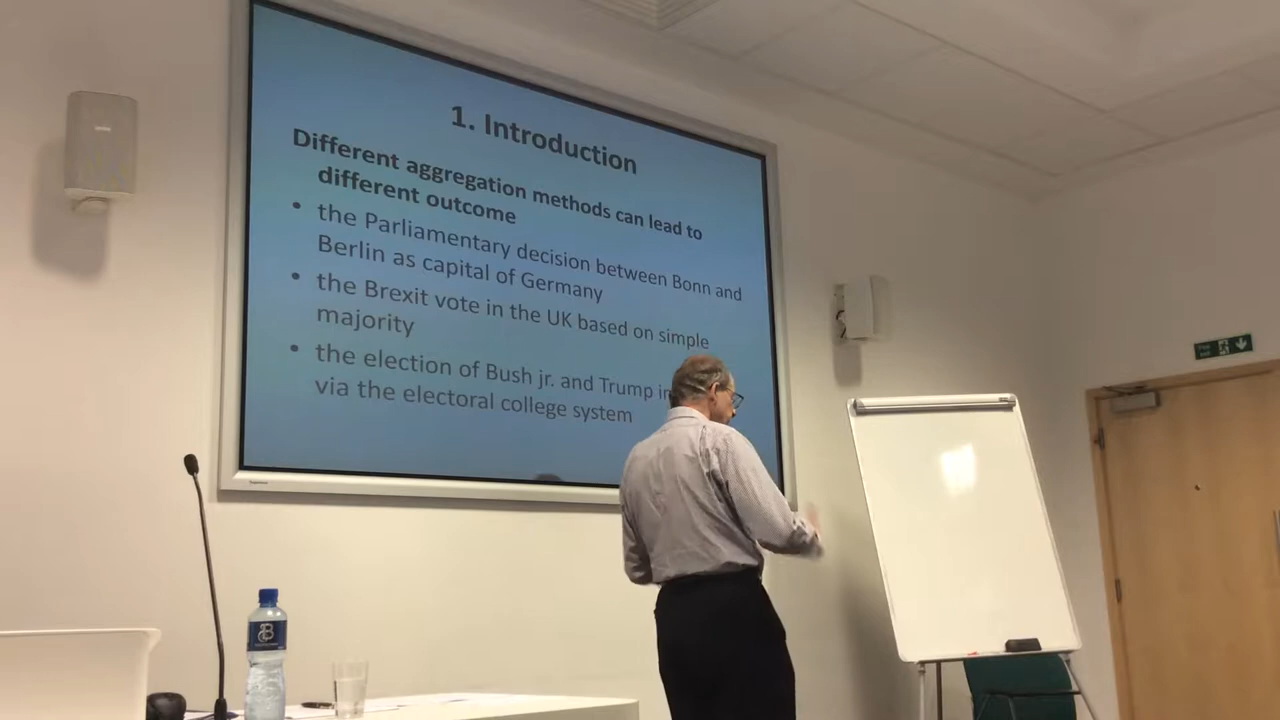 1. Introduction
Different aggregation methods can lead to
different outcome
• the Parliamentary decision between Bonn and
Berlin as capital of Germany
• the Brexit vote in the UK based on simple
majority
• the election of Bush jr. and Trump in
via the electoral college system